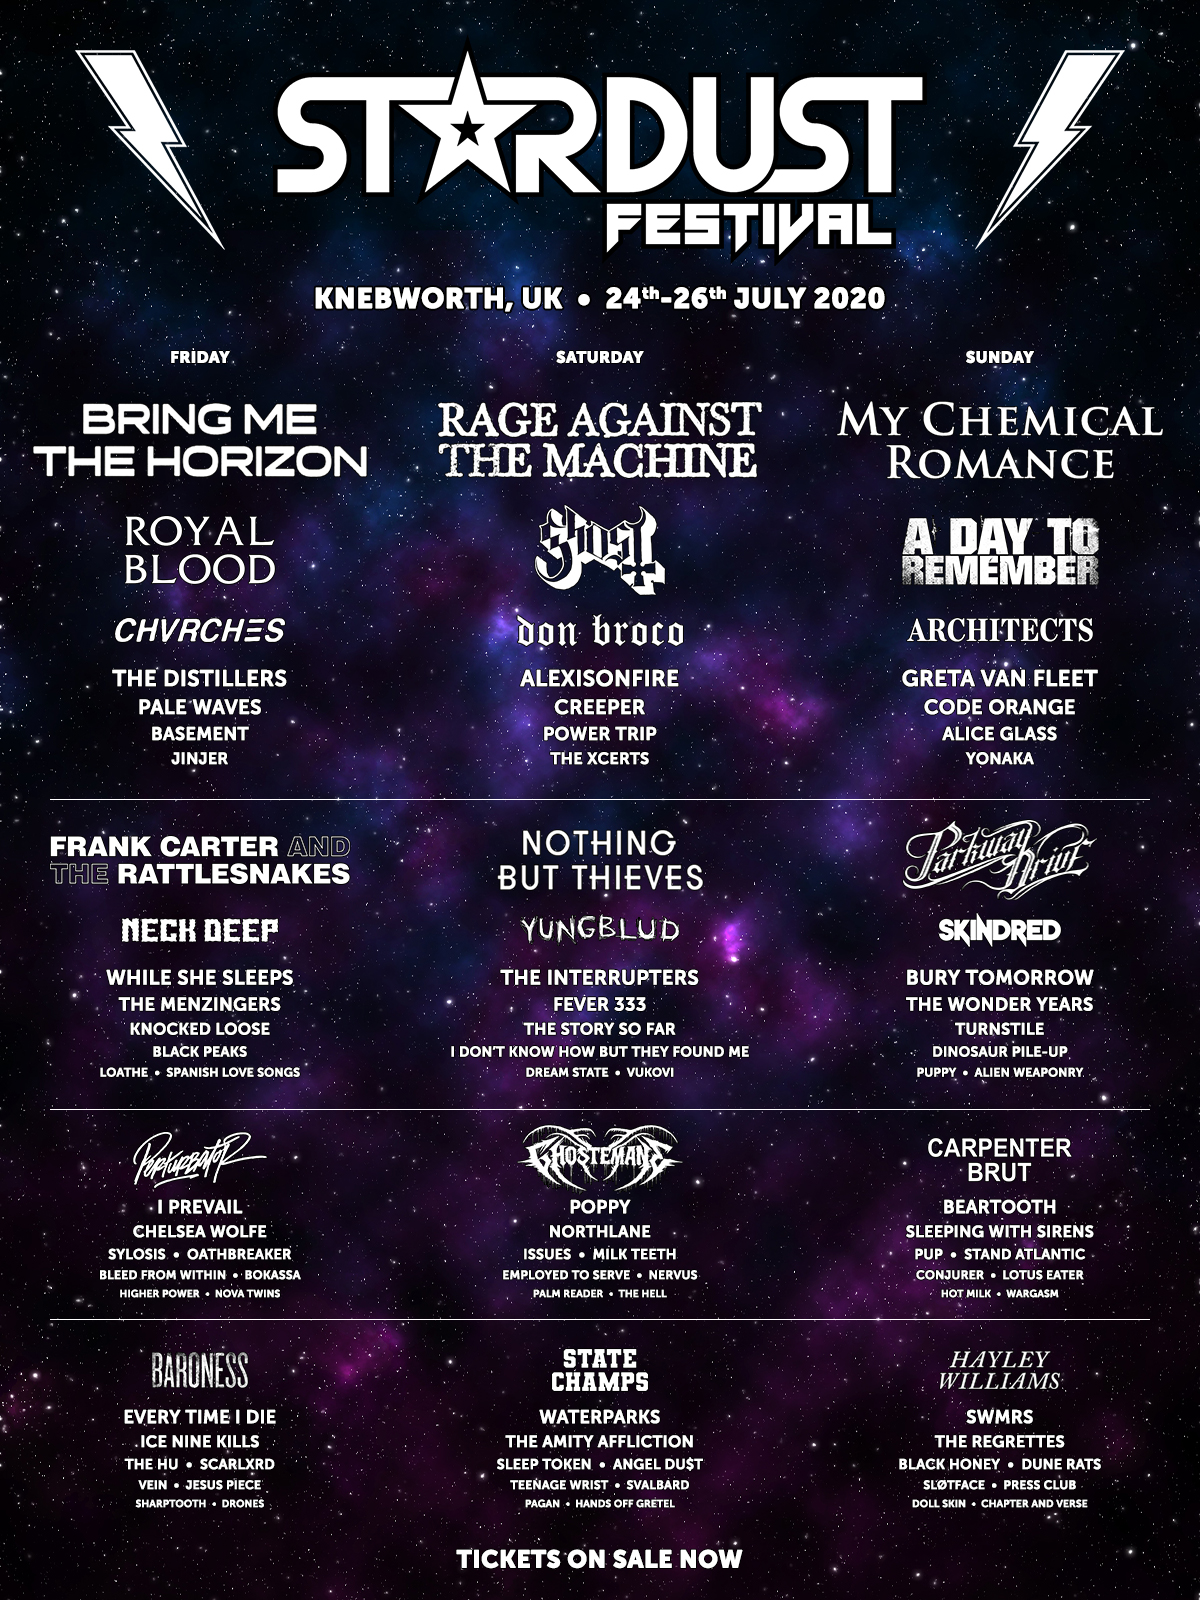 STARDUST
FESTIVAL
KNEBWORTH, UK • 24th-26th JULY 2020
FRIDAY
BRING ME
THE HORIZON
ROYAL
BLOOD
CHVRCHES
THE DISTILLERS
PALE WAVES
BASEMENT
JINJER
SATURDAY
RAGE AGAINST
THE MACHINE
Ghost
don broco
ALEXISONFIRE
CREEPER
POWER TRIP
THE XCERTS
SUNDAY
MY CHEMICAL
ROMANCE
A DAY TO
REMEMBER
ARCHITECTS
GRETA VAN FLEET
CODE ORANGE
ALICE GLASS
YONAKA
FRANK CARTER AND
THE RATTLESNAKES
NECK DEEP
WHILE SHE SLEEPS
THE MENZINGERS
KNOCKED LOOSE
BLACK PEAKS
LOATHE • SPANISH LOVE SONGS
NOTHING
BUT THIEVES
YUNGBLUD
THE INTERRUPTERS
FEVER 333
THE STORY SO FAR
I DON'T KNOW HOW BUT THEY FOUND ME
DREAM STATE • VUKOVI
Parkway Drive
SKINDRED
BURY TOMORROW
THE WONDER YEARS
TURNSTILE
DINOSAUR PILE-UP
PUPPY • ALIEN WEAPONRY
PERTURBATOR
I PREVAIL
CHELSEA WOLFE
SYLOSIS • OATHBREAKER
BLEED FROM WITHIN • BOKASSA
HIGHER POWER • NOVA TWINS
GHOSTEMANE
POPPY
NORTHLANE
ISSUES • MILK TEETH
EMPLOYED TO SERVE • NERVUS
PALM READER • THE HELL
CARPENTER
BRUT
BEARTOOTH
SLEEPING WITH SIRENS
PUP • STAND ATLANTIC
CONJURER • LOTUS EATER
HOT MILK • WARGASM
BARONESS
EVERY TIME I DIE
ICE NINE KILLS
THE HU • SCARLXRD
VEIN • JESUS PIECE
SHARPTOOTH • DRONES
STATE
CHAMPS
WATERPARKS
THE AMITY AFFLICTION
SLEEP TOKEN • ANGEL DU$T
TEENAGE WRIST • SVALBARD
PAGAN • HANDS OFF GRETEL
HAYLEY
WILLIAMS
SWMRS
THE REGRETTES
BLACK HONEY • DUNE RATS
SLØTFACE • PRESS CLUB
DOLL SKIN • CHAPTER AND VERSE
TICKETS ON SALE NOW